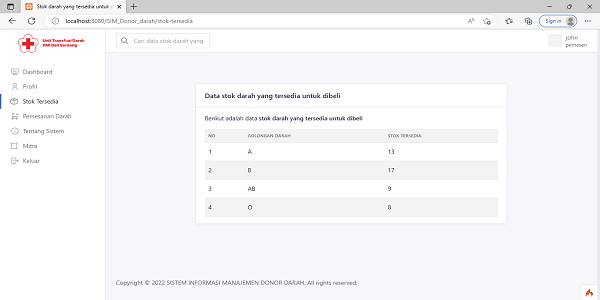 Stok darah yang tersedia untuk d
localhost:8080/SIM_Donor_darah/stok-tersedia
Sign in
Unit Transfusi Darah
PMI Deli Serdang
Cari data stok darah yang
john
pemesan
Dashboard
Profil
Stok Tersedia
Pemesanan Darah
Tentang Sistem
Mitra
Keluar
Data stok darah yang tersedia untuk dibeli
Berikut adalah data stok darah yang tersedia untuk dibeli
NO GOLONGAN DARAH STOK TERSEDIA
1 A 13
2 B 17
3 AB 9
4 O 8
Copyright © 2022 SISTEM INFORMASI MANAJEMEN DONOR DARAH. All rights reserved.